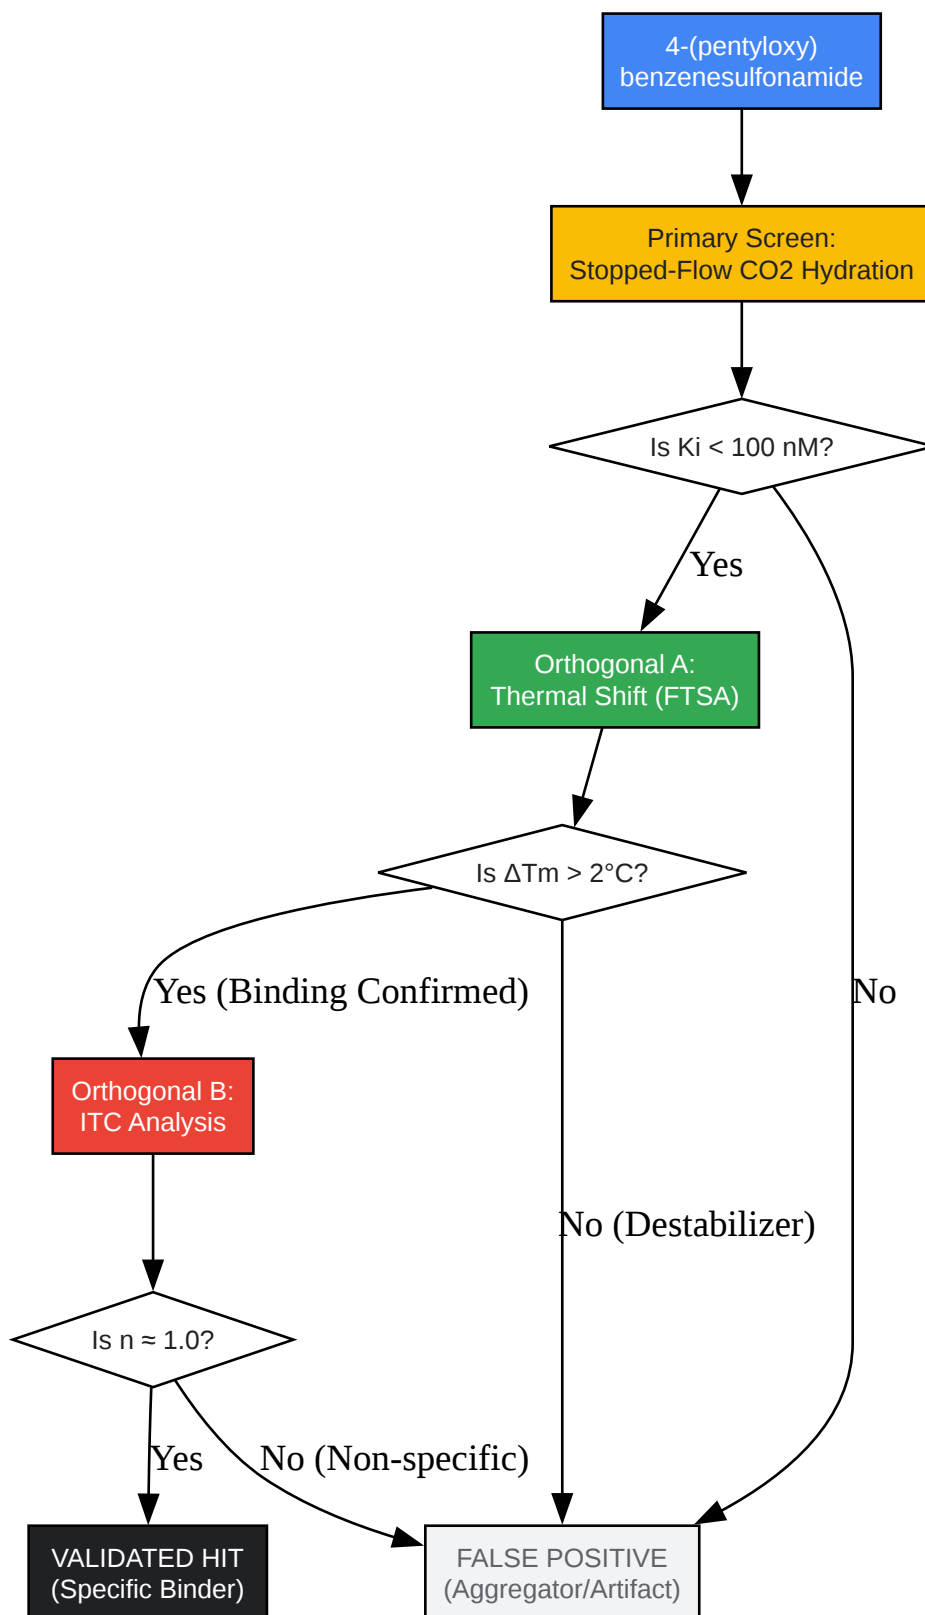 4-(pentyloxy)
benzenesulfonamide
Primary Screen:
Stopped-Flow CO2 Hydration
Is Ki < 100 nM?
Yes
Orthogonal A:
Thermal Shift (FTSA)
Is ΔTm > 2°C?
Yes (Binding Confirmed)
No
Orthogonal B:
ITC Analysis
No (Destabilizer)
Is n ≈ 1.0?
Yes
No (Non-specific)
VALIDATED HIT
(Specific Binder)
FALSE POSITIVE
(Aggregator/Artifact)